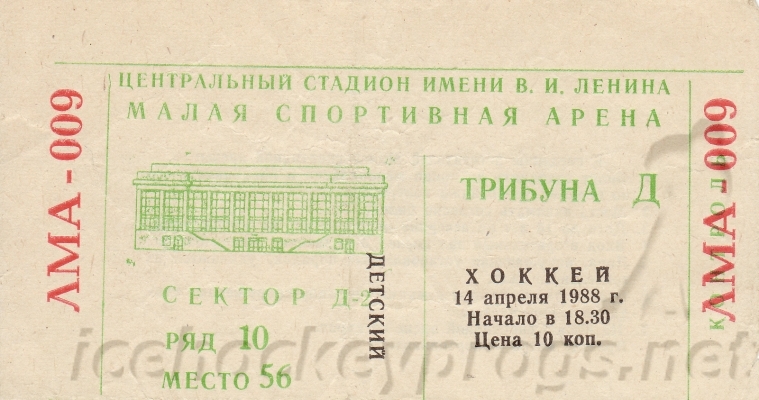 ЦЕНТРАЛЬНЫЙ СТАДИОН ИМЕНИ В. И. ЛЕНИНА
МАЛАЯ СПОРТИВНАЯ АРЕНА
ЛМА - 009
ТРИБУНА Д
СЕКТОР Д-2
РЯД 10
МЕСТО 56
ДЕТСКИЙ
ХОККЕЙ
14 апреля 1988 г.
Начало в 18.30
Цена 10 коп.
КОНТРОЛЬ
ЛМА - 009
icehockeyprogs.net